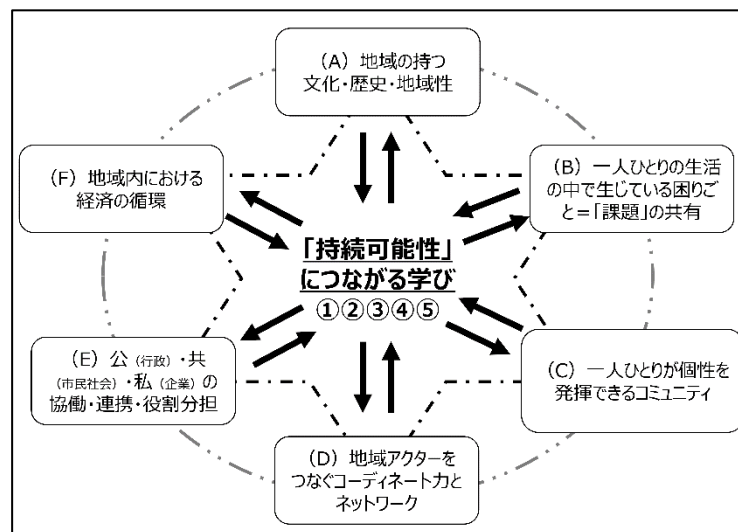 (A) 地域の持つ
文化・歴史・地域性
(B) 一人ひとりの生活
の中で生じている困りご
と=「課題」の共有
(C) 一人ひとりが個性を
発揮できるコミュニティ
(D) 地域アクターを
つなぐコーディネート力と
ネットワーク
(E) 公(行政)・共
(市民社会)・私(企業)の
協働・連携・役割分担
(F) 地域内における
経済の循環
「持続可能性」
につながる学び
①②③④⑤